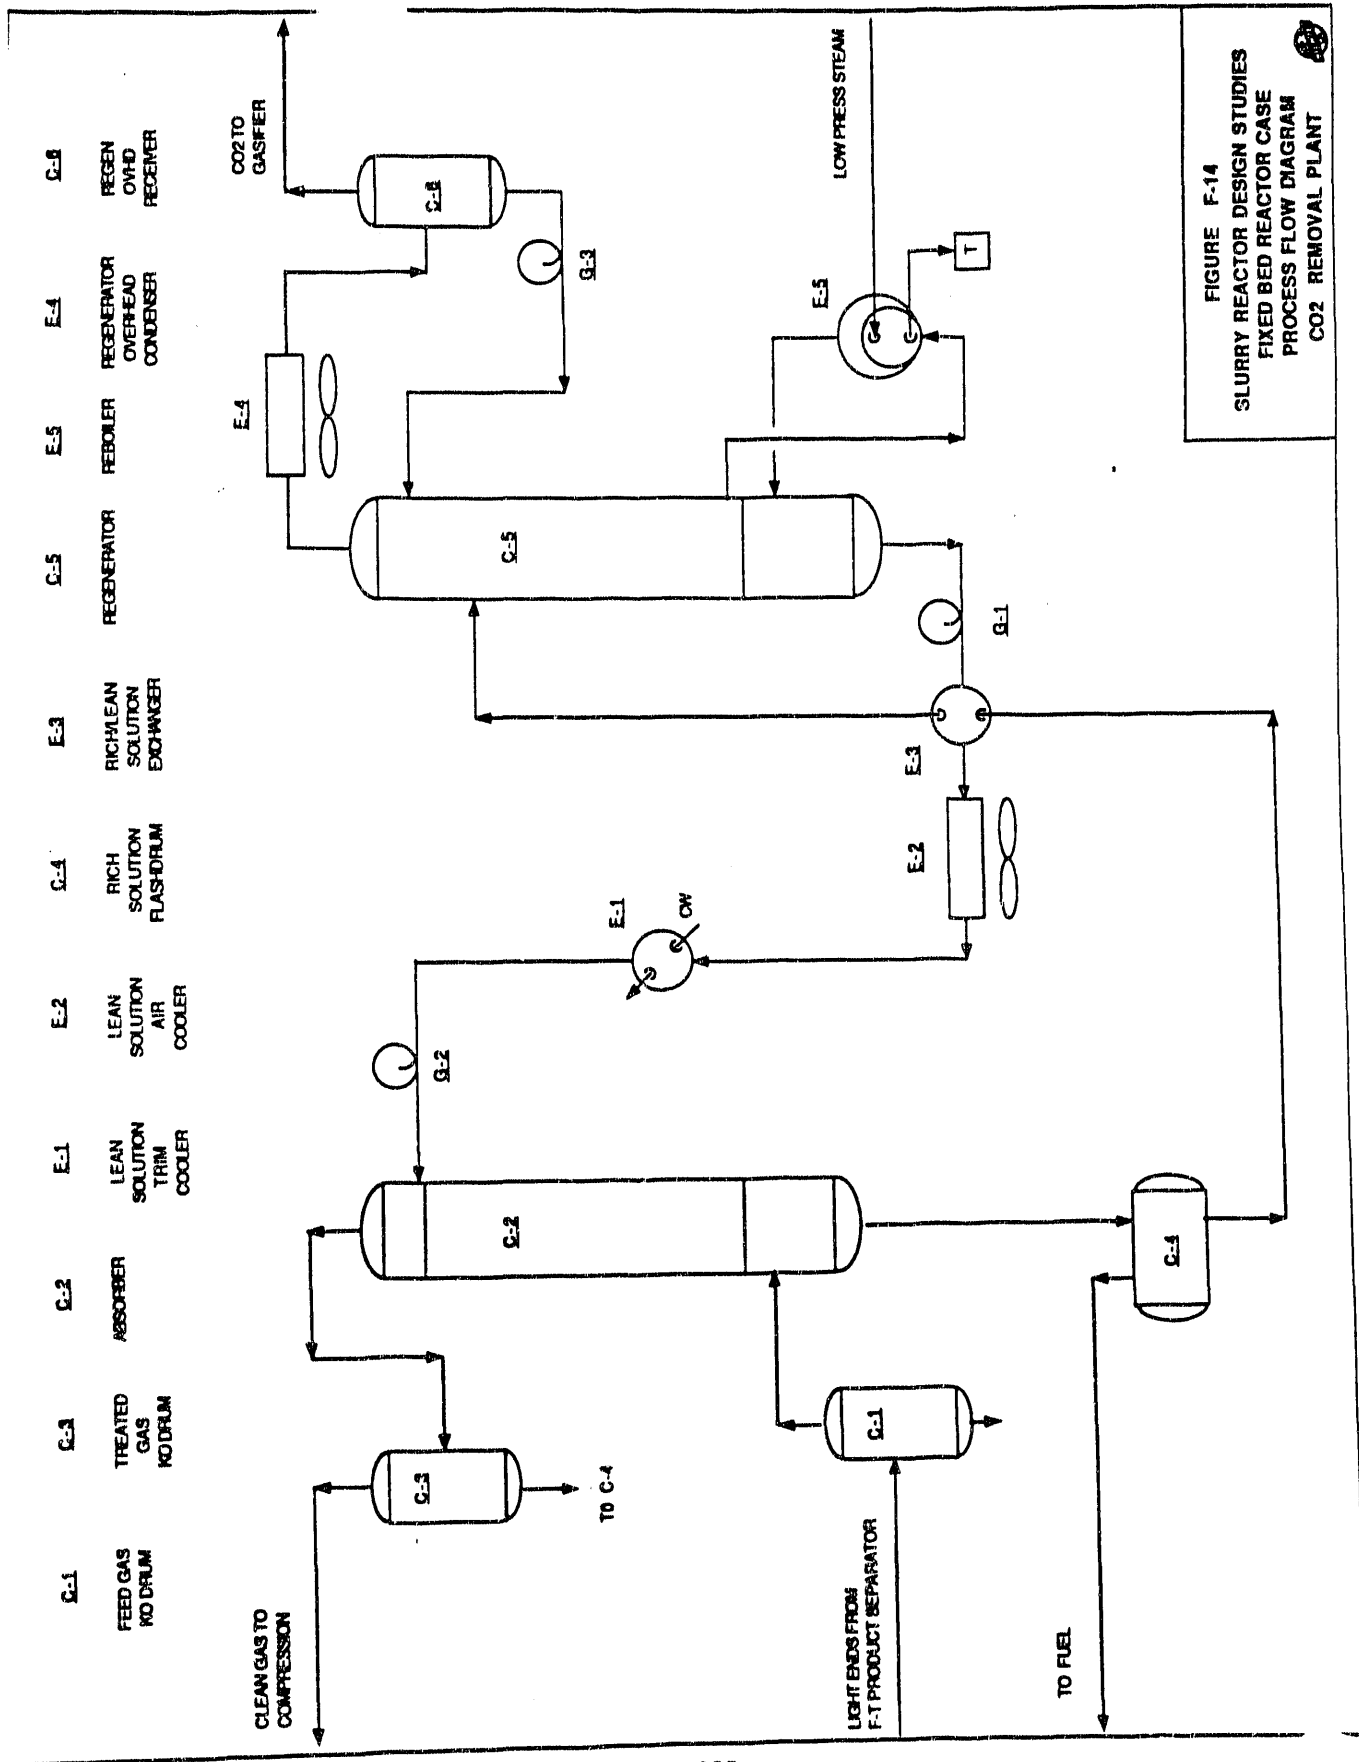 C-1
FEED GAS
KO DRUM
C-3
TREATED
GAS
KO DRUM
C-2
ABSORBER
E-1
LEAN
SOLUTION
TRIM
COOLER
E-2
LEAN
SOLUTION
AIR
COOLER
C-4
RICH
SOLUTION
FLASHDRUM
E-3
RICH/LEAN
SOLUTION
EXCHANGER
C-5
REGENERATOR
E-5
REBOILER
E-4
REGENERATOR
OVERHEAD
CONDENSER
C-6
REGEN
OVHD
RECEIVER
CLEAN GAS TO
COMPRESSION
C-3
TO C-4
C-2
G-2
E-1
CW
C-5
E-4
CO2 TO
GASIFIER
C-6
G-3
LIGHT ENDS FROM
F-T PRODUCT SEPARATOR
C-1
E-2
E-3
G-1
E-5
T
LOW PRESS STEAM
TO FUEL
C-4
FIGURE F-14
SLURRY REACTOR DESIGN STUDIES
FIXED BED REACTOR CASE
PROCESS FLOW DIAGRAM
CO2 REMOVAL PLANT